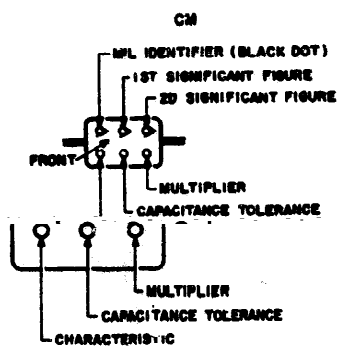 CM
MIL IDENTIFIER (BLACK DOT)
1ST SIGNIFICANT FIGURE
2D SIGNIFICANT FIGURE
FRONT
MULTIPLIER
CAPACITANCE TOLERANCE
MULTIPLIER
CAPACITANCE TOLERANCE
CHARACTERISTIC